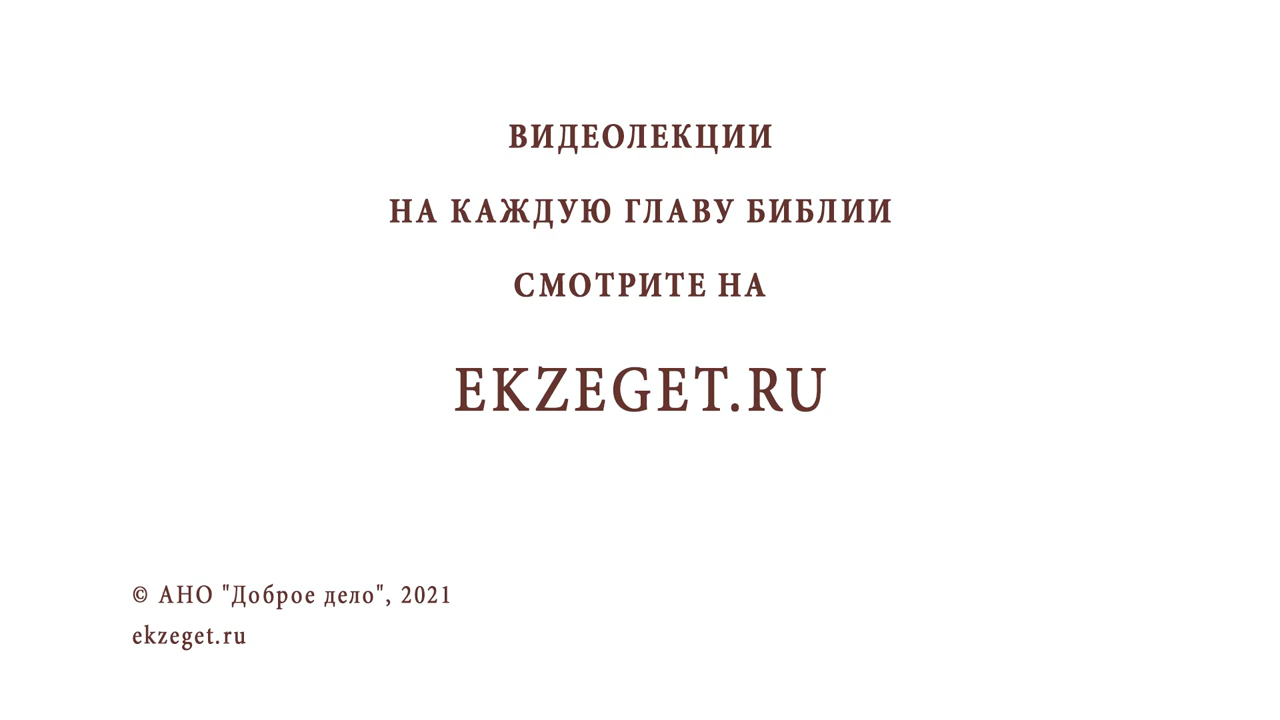 ВИДЕОЛЕКЦИИ
НА КАЖДУЮ ГЛАВУ БИБЛИИ
СМОТРИТЕ НА
EKZEGET.RU
© АНО "Доброе дело", 2021
ekzeget.ru